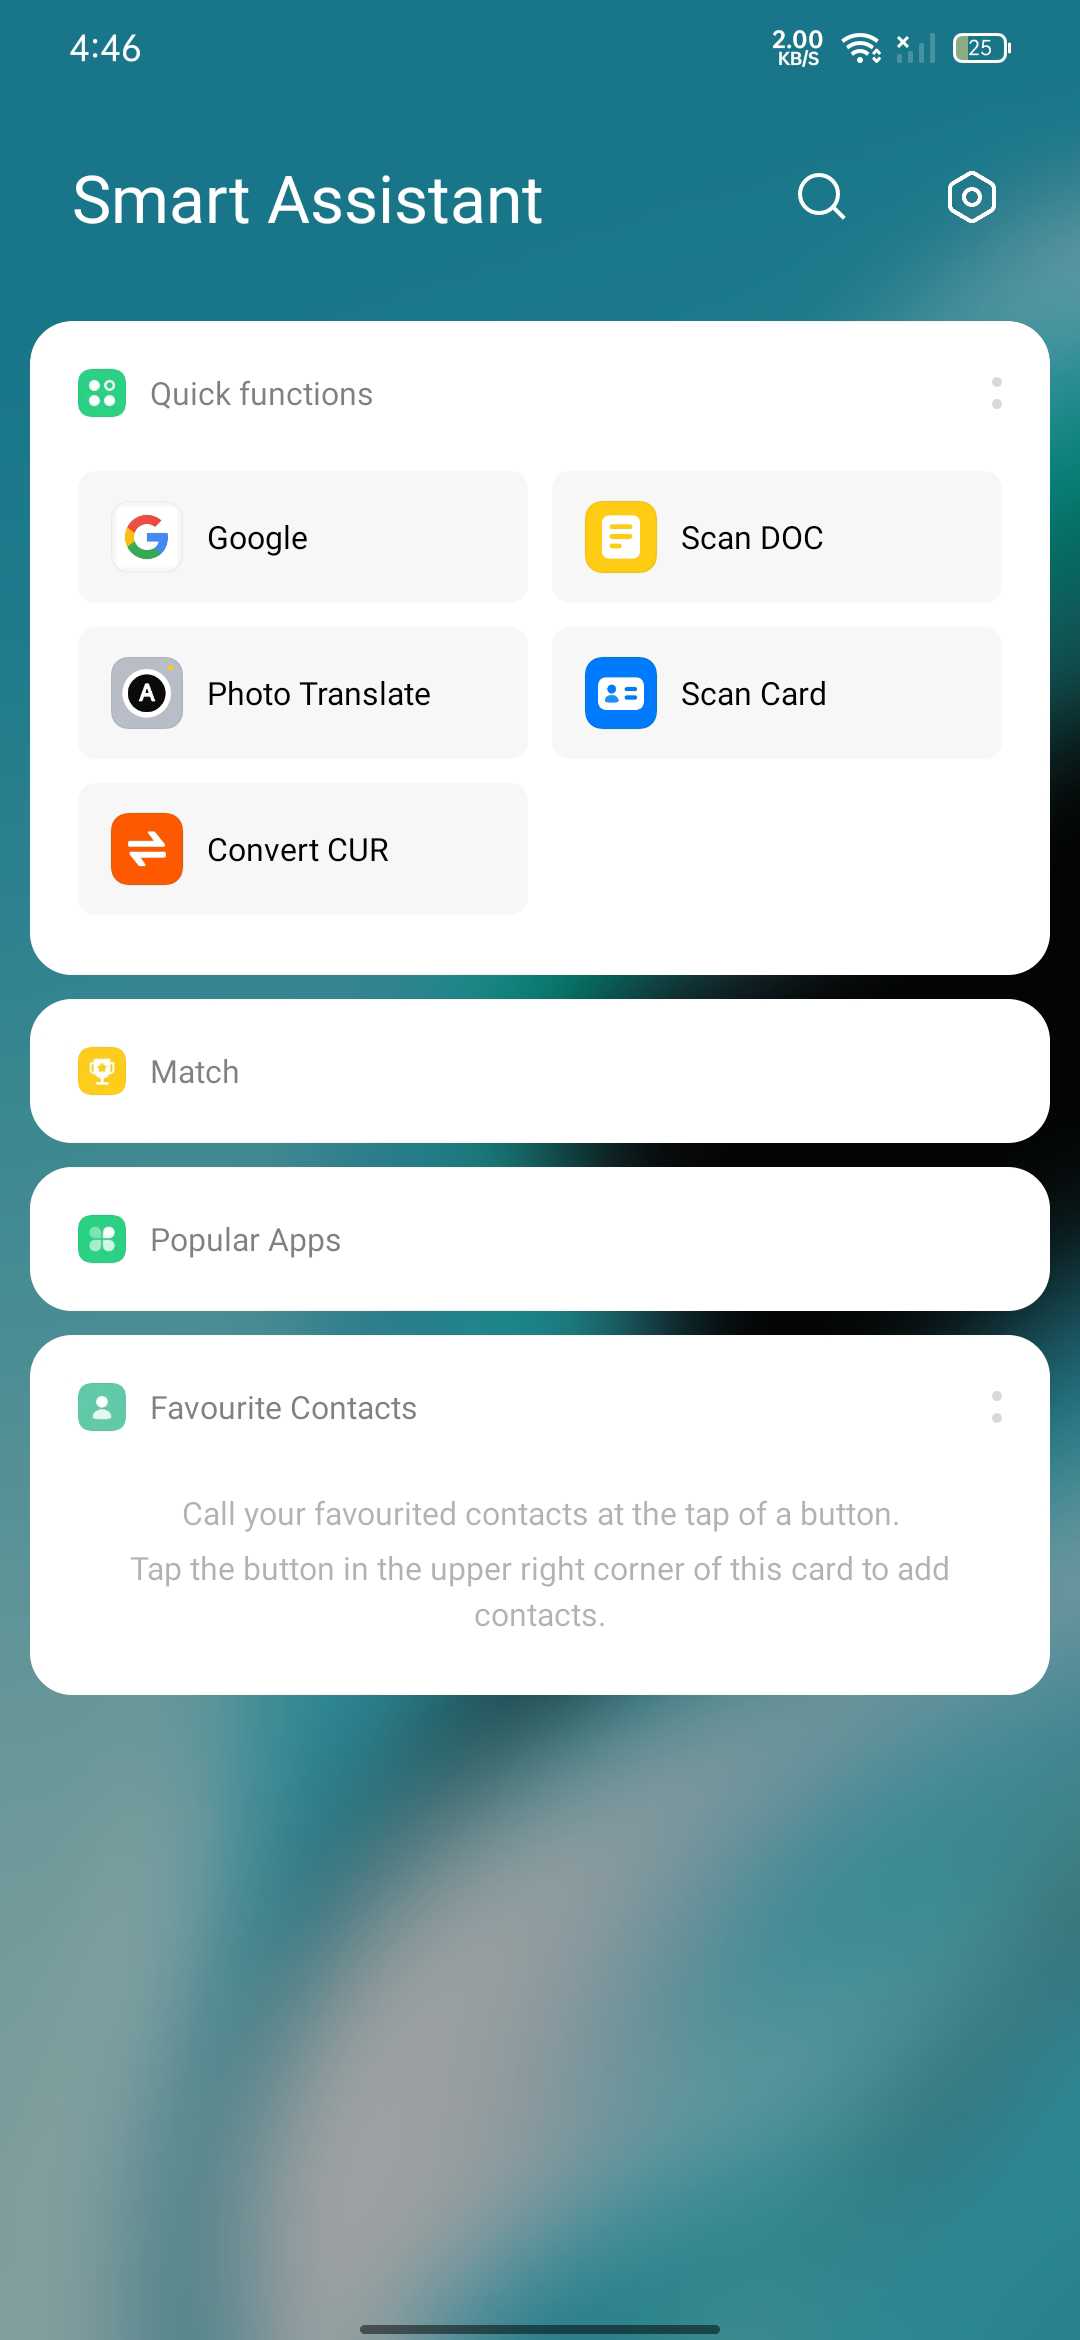 4:46
2.00
KB/S
25
Smart Assistant
Quick functions
Google
Scan DOC
Photo Translate
A
Scan Card
Convert CUR
Match
Popular Apps
Favourite Contacts
Call your favourited contacts at the tap of a button.
Tap the button in the upper right corner of this card to add
contacts.